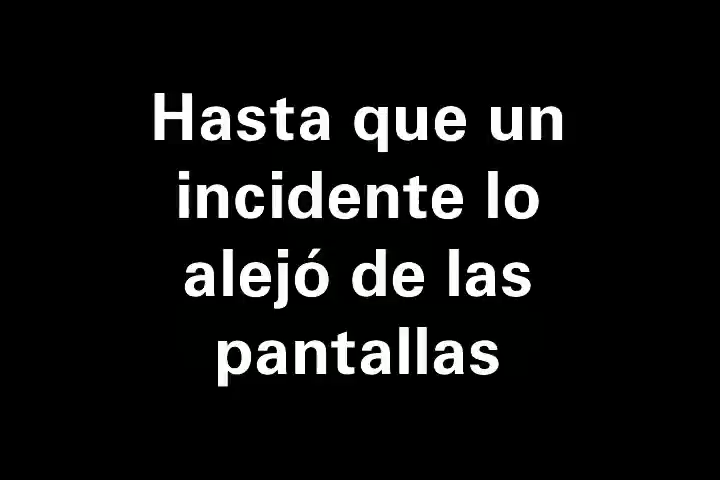 Hasta que un
incidente lo
alejó de las
pantallas